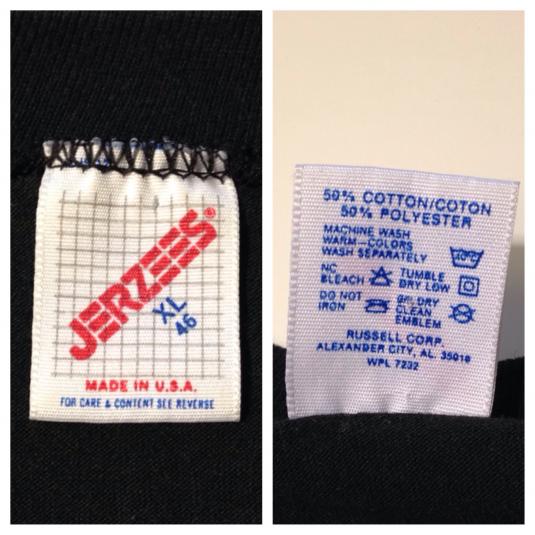 JERZEES®
XL
46
MADE IN U.S.A.
FOR CARE & CONTENT SEE REVERSE
50% COTTON/COTON
50% POLYESTER
MACHINE WASH
WARM-COLORS
WASH SEPARATELY
NC
BLEACH
TUMBLE
DRY LOW
DO NOT
IRON
DRY
CLEAN
EMBLEM
RUSSELL CORP.
ALEXANDER CITY, AL. 35010
WPL 7232